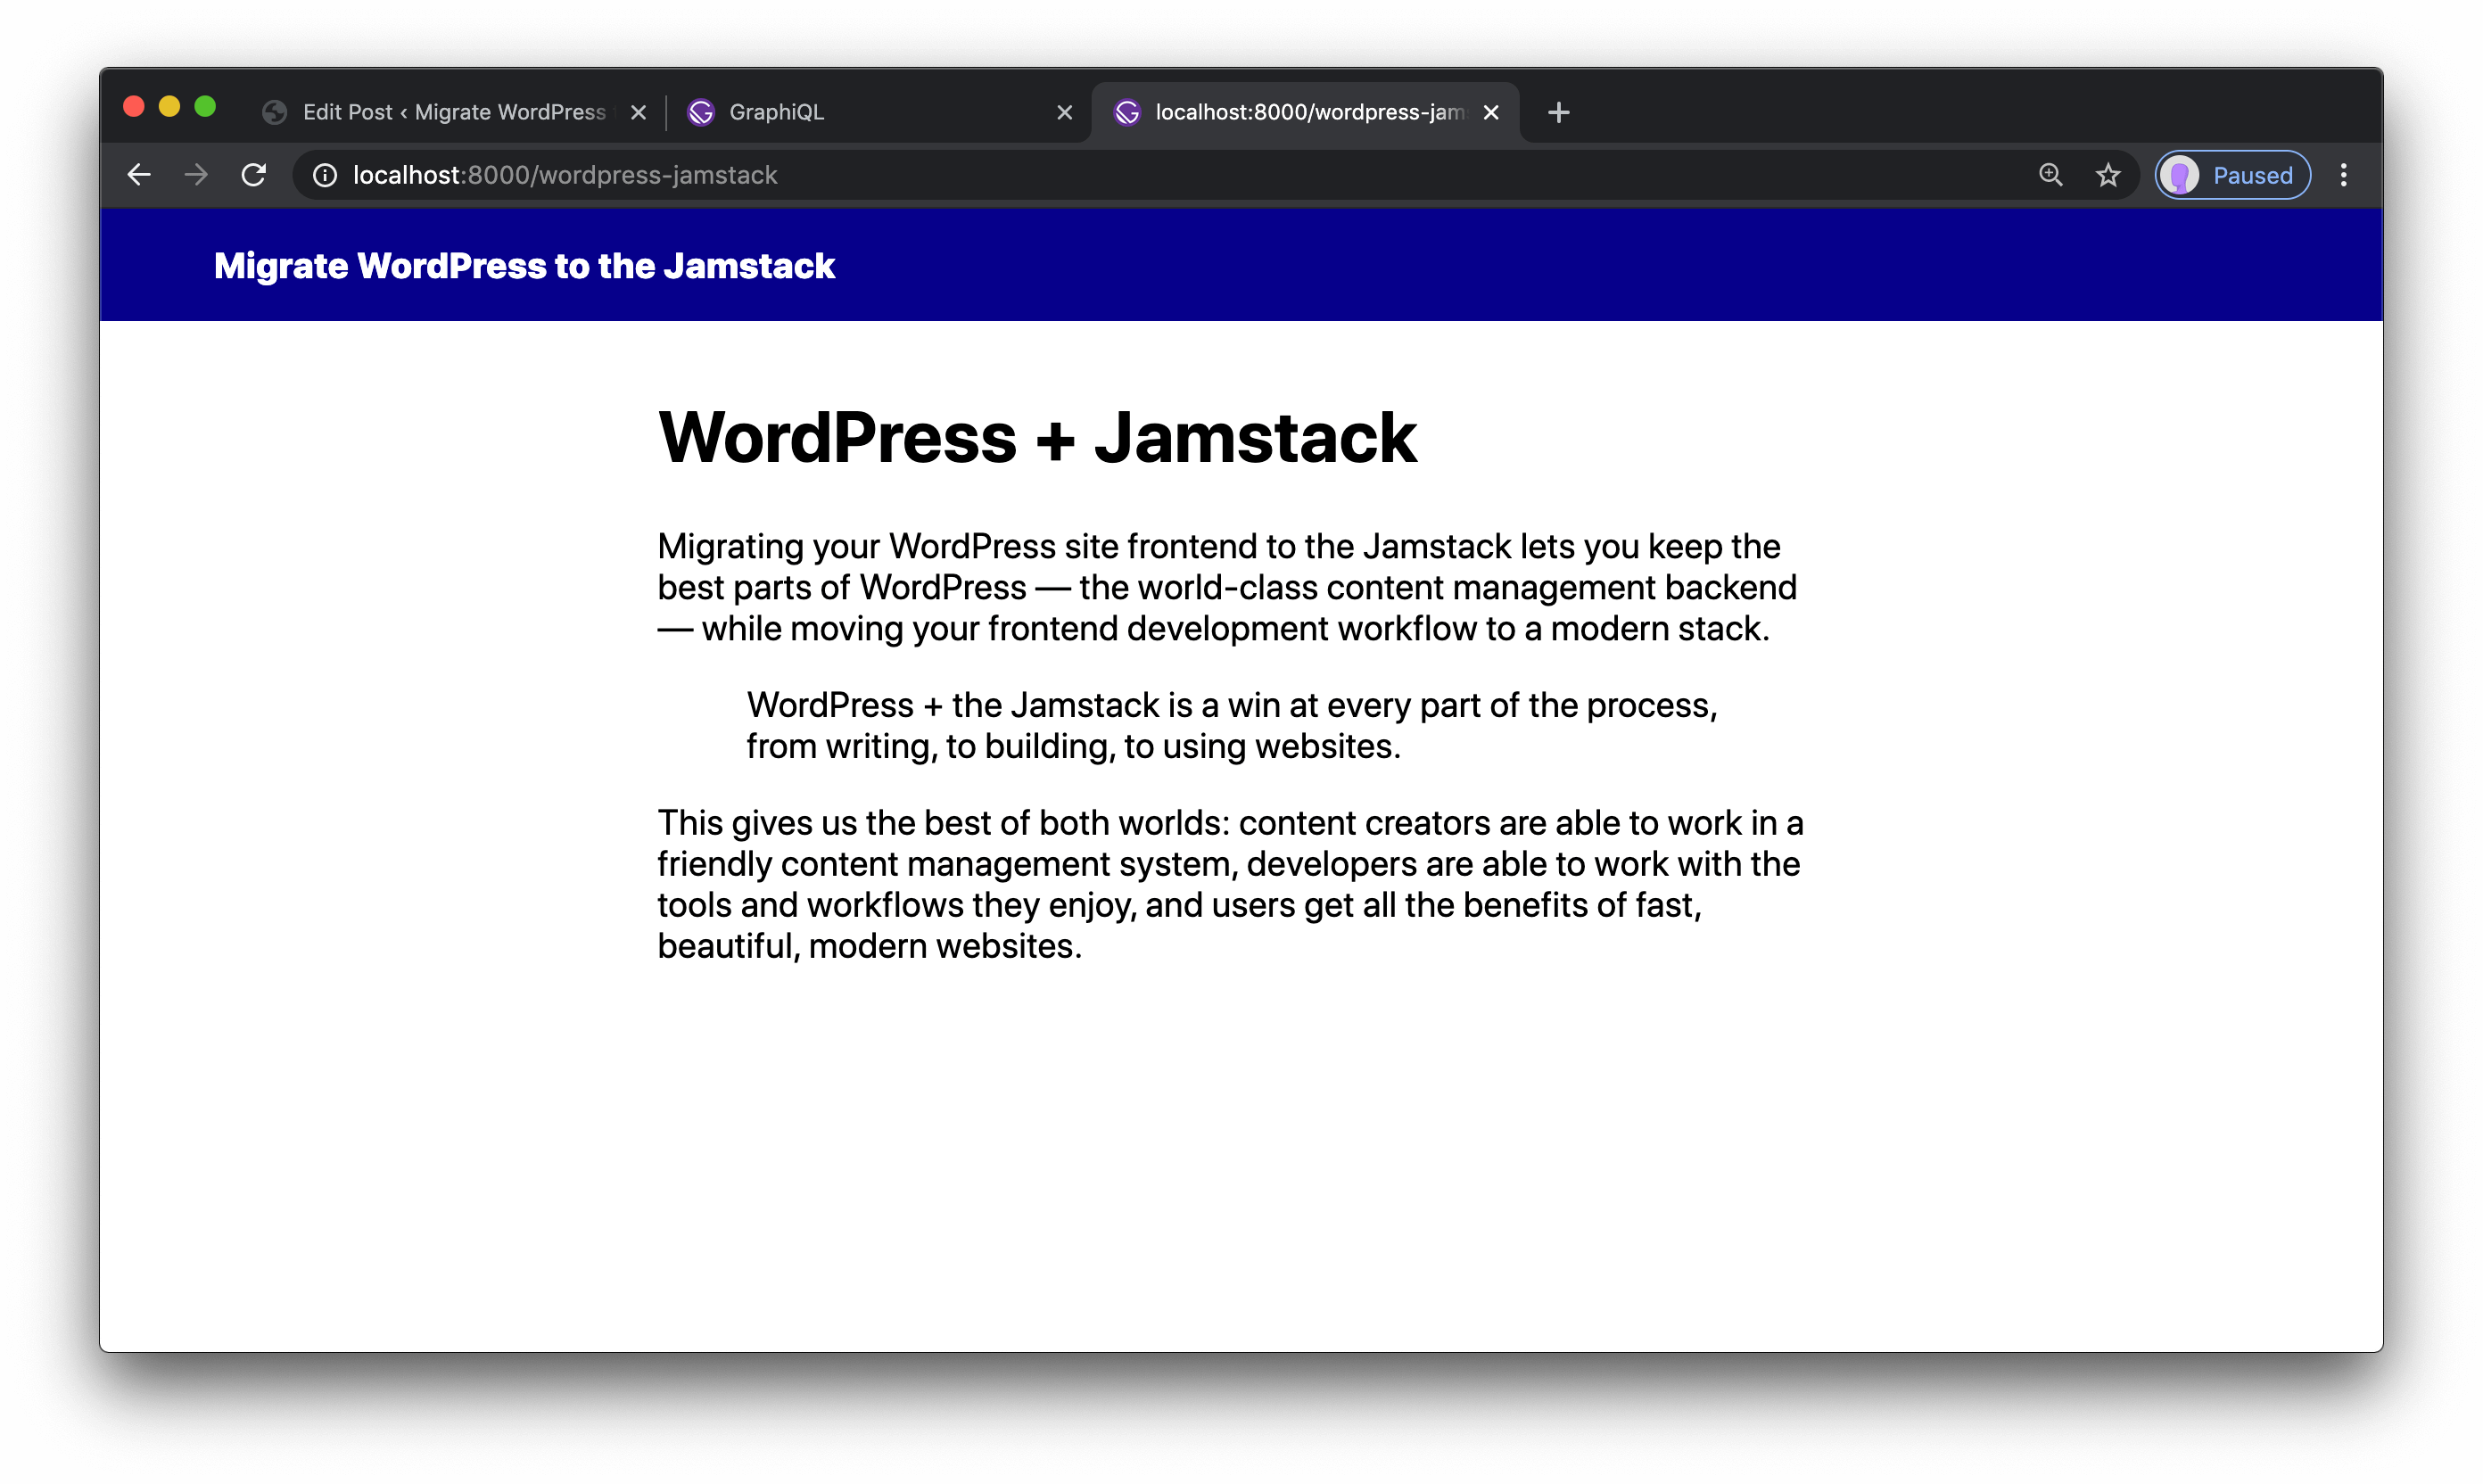 Edit Post ‹ Migrate WordPress
GraphiQL
localhost:8000/wordpress-jam
localhost:8000/wordpress-jamstack
Paused
Migrate WordPress to the Jamstack
WordPress + Jamstack
Migrating your WordPress site frontend to the Jamstack lets you keep the
best parts of WordPress — the world-class content management backend
— while moving your frontend development workflow to a modern stack.
WordPress + the Jamstack is a win at every part of the process,
from writing, to building, to using websites.
This gives us the best of both worlds: content creators are able to work in a
friendly content management system, developers are able to work with the
tools and workflows they enjoy, and users get all the benefits of fast,
beautiful, modern websites.